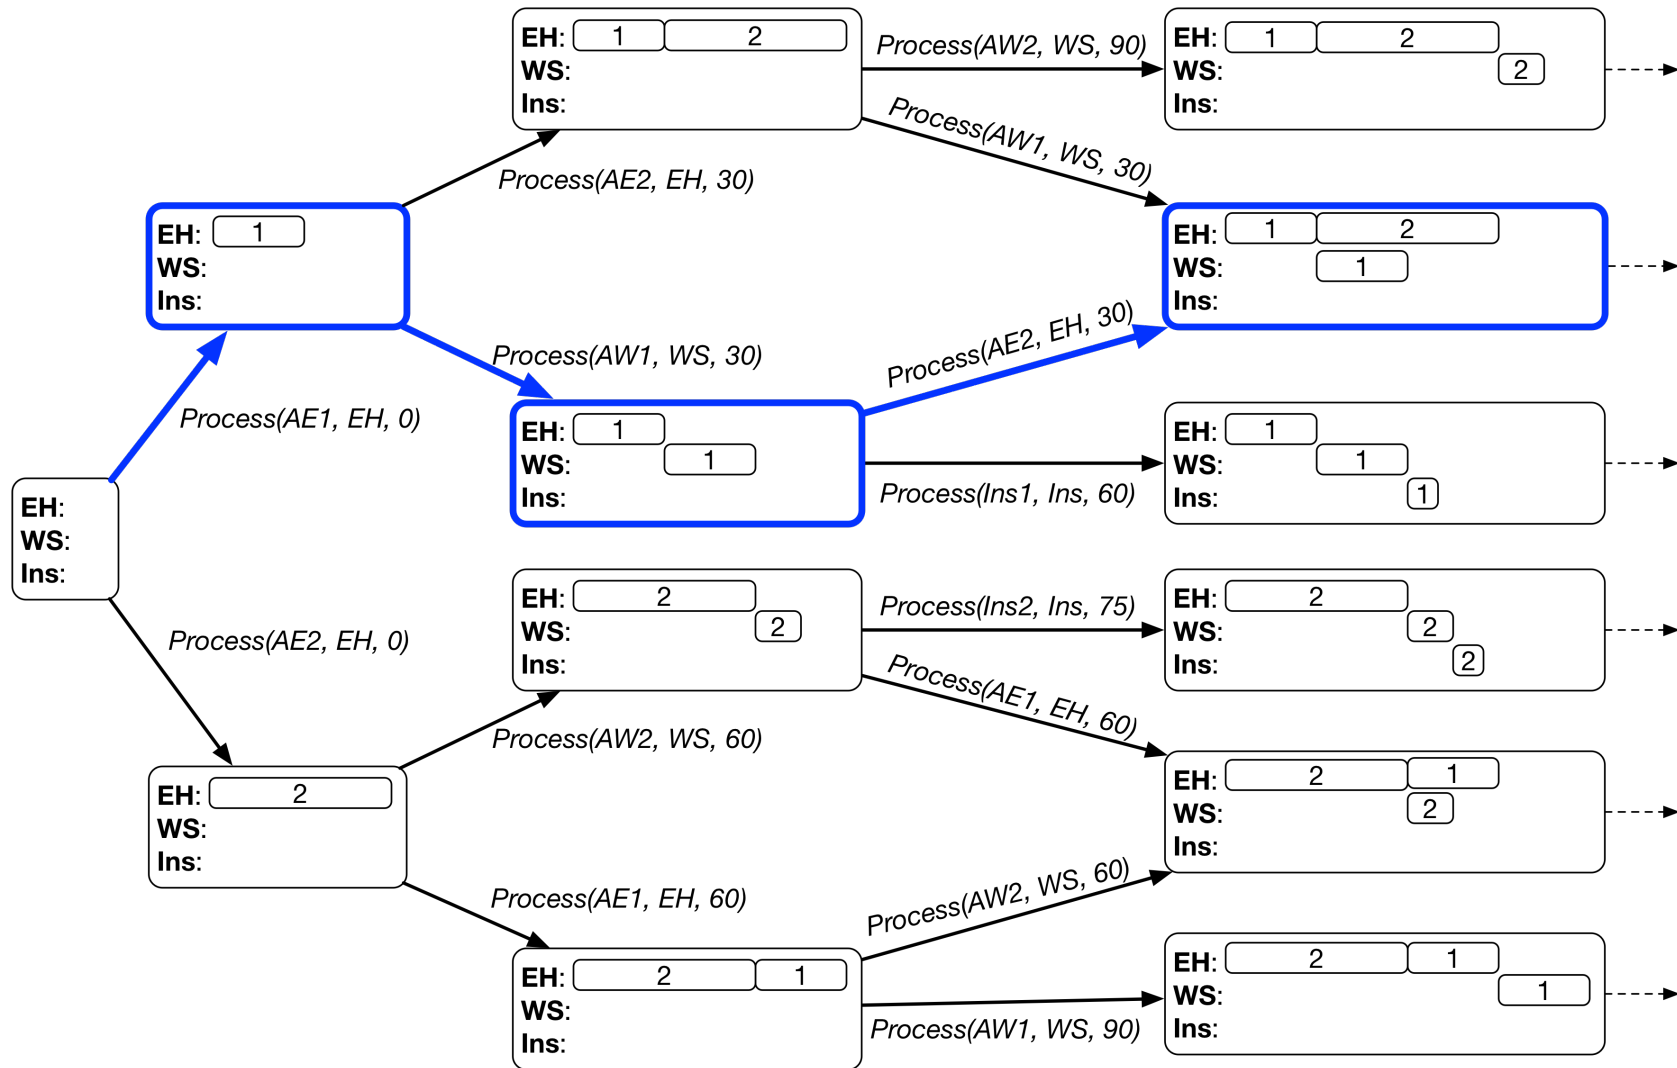 EH: 1 2
WS:
Ins:
Process(AW2, WS, 90)
EH: 1 2
WS: 2
Ins:
Process(AW1, WS, 30)
Process(AE2, EH, 30)
EH: 1
WS:
Ins:
EH: 1 2
WS: 1
Ins:
Process(AW1, WS, 30)
Process(AE2, EH, 30)
Process(AE1, EH, 0)
EH: 1
WS: 1
Ins:
Process(Ins1, Ins, 60)
EH: 1
WS: 1
Ins: 1
EH:
WS:
Ins:
Process(AE2, EH, 0)
EH: 2
WS: 2
Ins:
Process(Ins2, Ins, 75)
EH: 2
WS: 2
Ins: 2
Process(AE1, EH, 60)
Process(AW2, WS, 60)
EH: 2
WS:
Ins:
EH: 2 1
WS: 2
Ins:
Process(AE1, EH, 60)
Process(AW2, WS, 60)
EH: 2 1
WS:
Ins:
Process(AW1, WS, 90)
EH: 2 1
WS: 1
Ins: